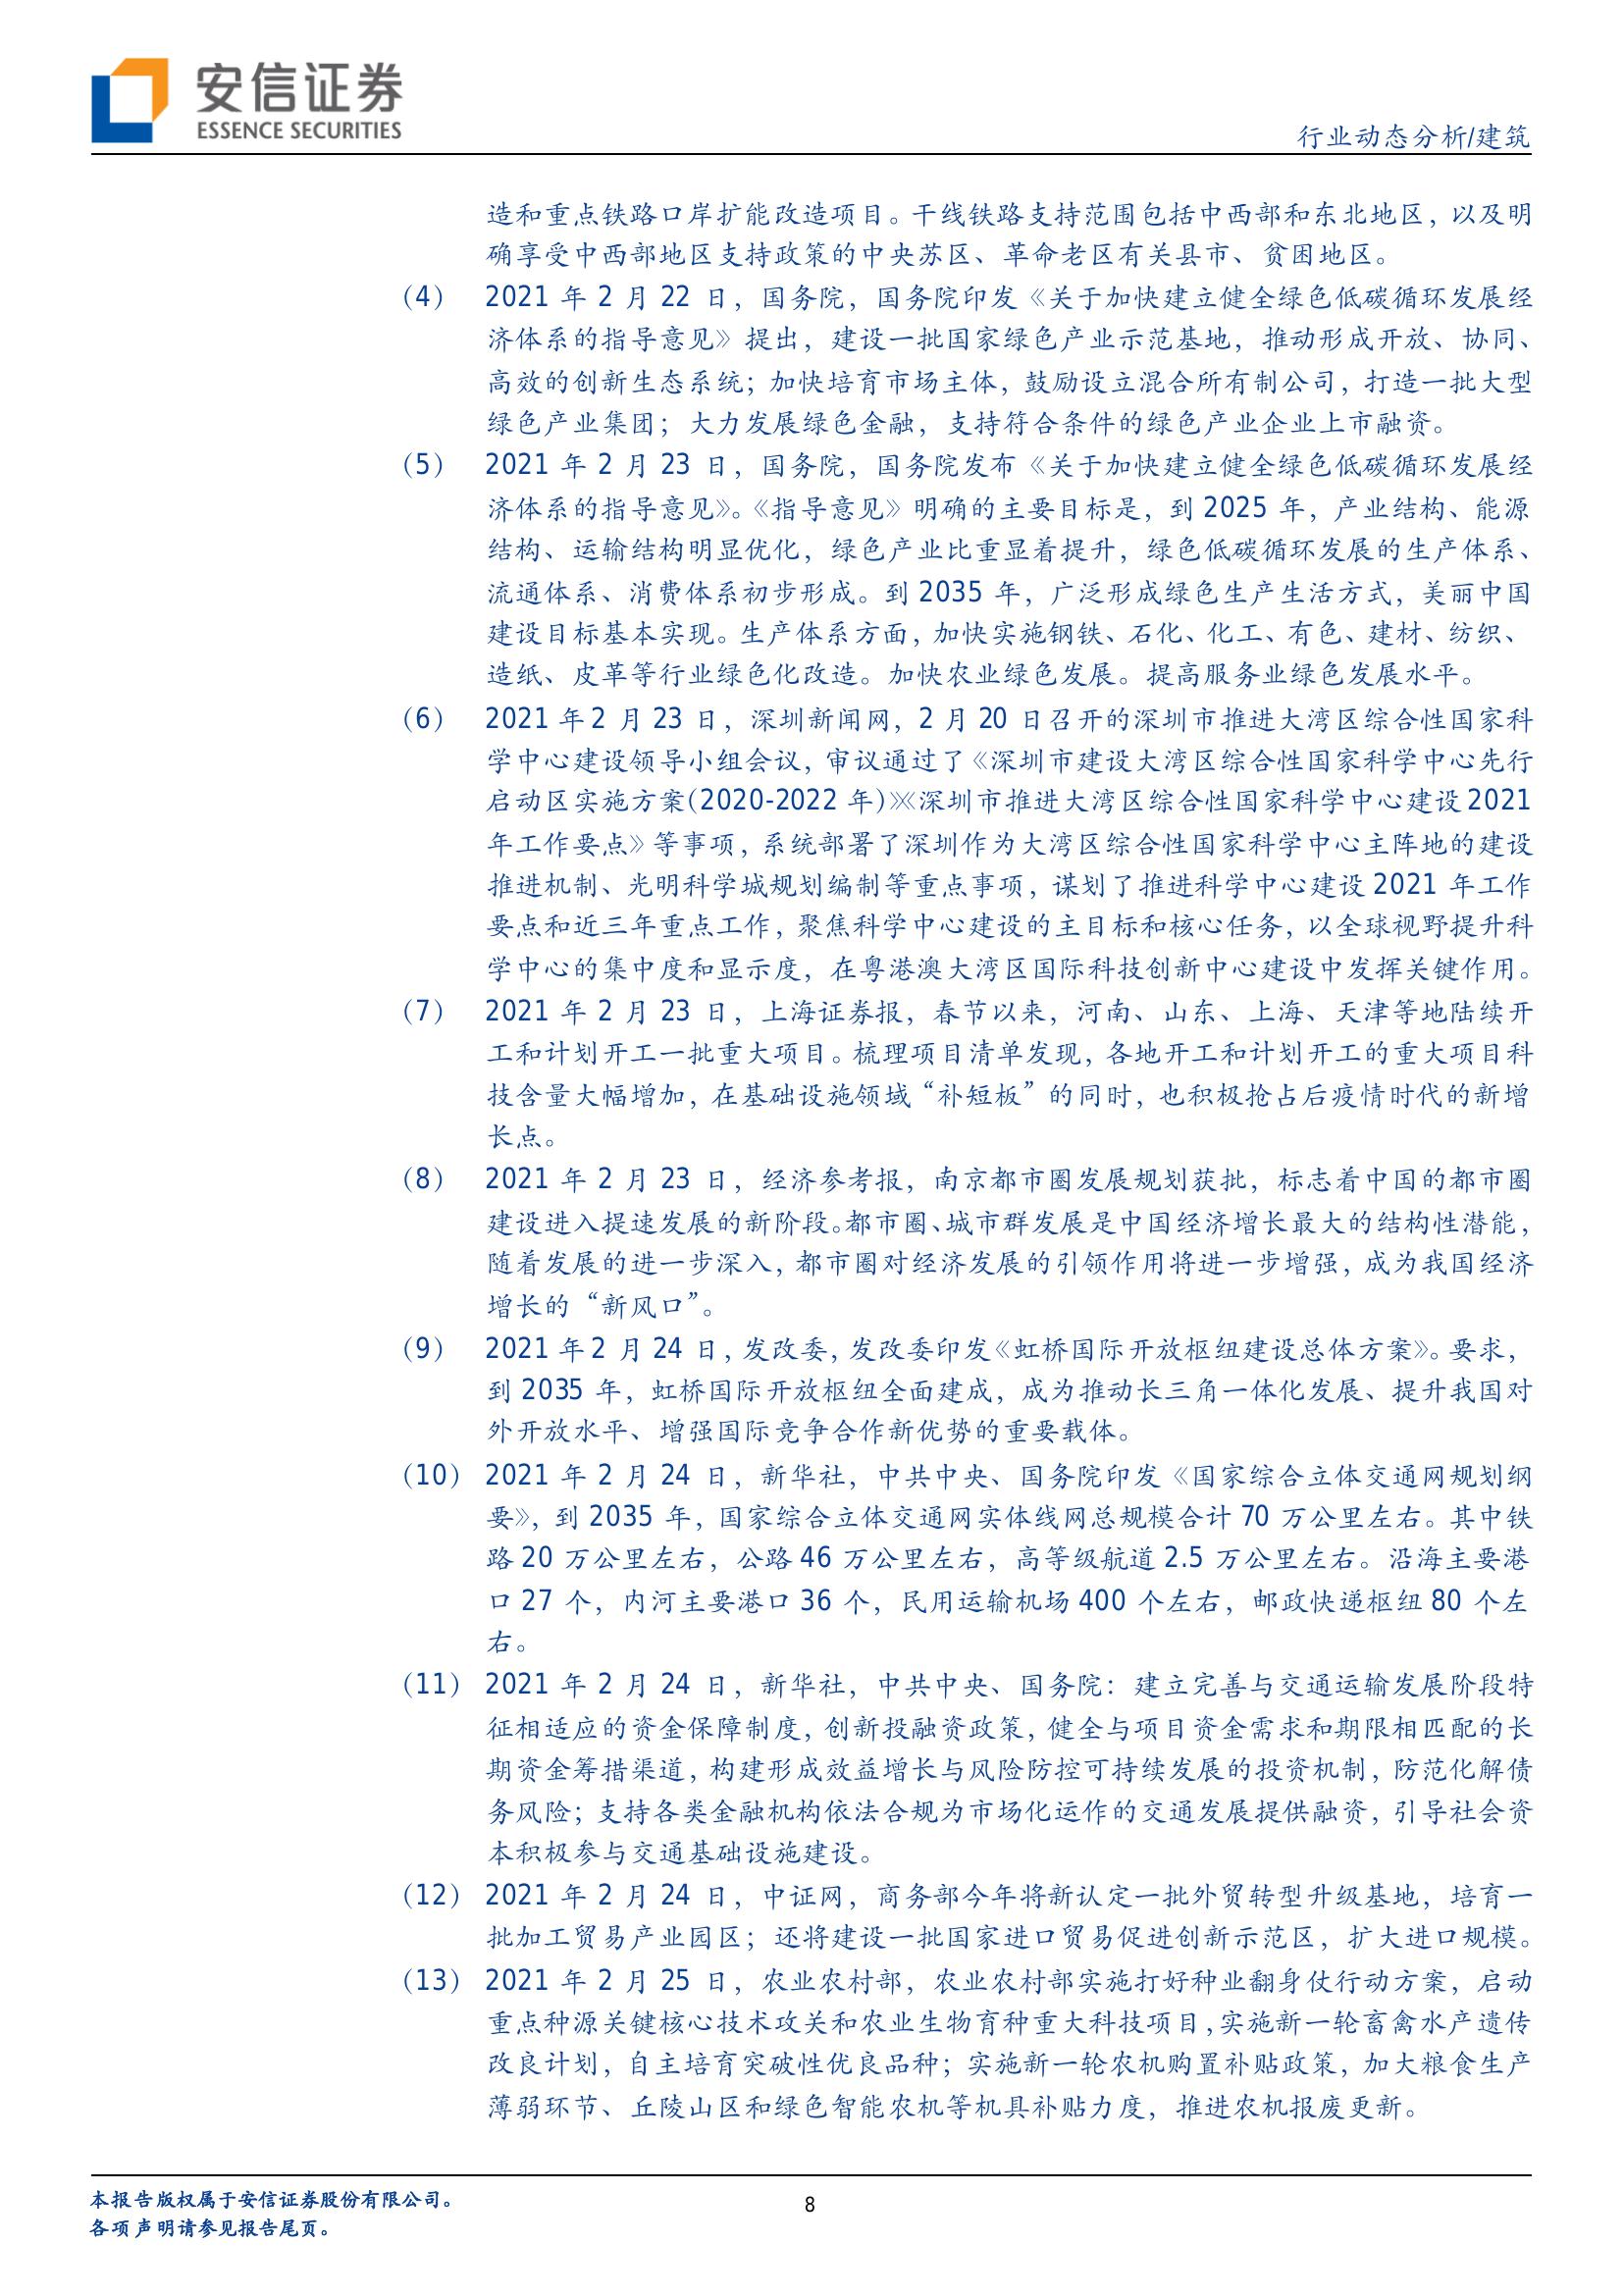 安信证券
ESSENCE SECURITIES
行业动态分析/建筑
造和重点铁路口岸扩能改造项目。干线铁路支持范围包括中西部和东北地区，以及明
确享受中西部地区支持政策的中央苏区、革命老区有关县市、贫困地区。
（4） 2021 年 2 月 22 日，国务院，国务院印发《关于加快建立健全绿色低碳循环发展经
济体系的指导意见》提出，建设一批国家绿色产业示范基地，推动形成开放、协同、
高效的创新生态系统；加快培育市场主体，鼓励设立混合所有制公司，打造一批大型
绿色产业集团；大力发展绿色金融，支持符合条件的绿色产业企业上市融资。
（5） 2021 年 2 月 23 日，国务院，国务院发布《关于加快建立健全绿色低碳循环发展经
济体系的指导意见》。《指导意见》明确的主要目标是，到 2025 年，产业结构、能源
结构、运输结构明显优化，绿色产业比重显着提升，绿色低碳循环发展的生产体系、
流通体系、消费体系初步形成。到 2035 年，广泛形成绿色生产生活方式，美丽中国
建设目标基本实现。生产体系方面，加快实施钢铁、石化、化工、有色、建材、纺织、
造纸、皮革等行业绿色化改造。加快农业绿色发展。提高服务业绿色发展水平。
（6） 2021 年 2 月 23 日，深圳新闻网，2 月 20 日召开的深圳市推进大湾区综合性国家科
学中心建设领导小组会议，审议通过了《深圳市建设大湾区综合性国家科学中心先行
启动区实施方案(2020-2022 年)》《深圳市推进大湾区综合性国家科学中心建设 2021
年工作要点》等事项，系统部署了深圳作为大湾区综合性国家科学中心主阵地的建设
推进机制、光明科学城规划编制等重点事项，谋划了推进科学中心建设 2021 年工作
要点和近三年重点工作，聚焦科学中心建设的主目标和核心任务，以全球视野提升科
学中心的集中度和显示度，在粤港澳大湾区国际科技创新中心建设中发挥关键作用。
（7） 2021 年 2 月 23 日，上海证券报，春节以来，河南、山东、上海、天津等地陆续开
工和计划开工一批重大项目。梳理项目清单发现，各地开工和计划开工的重大项目科
技含量大幅增加，在基础设施领域“补短板”的同时，也积极抢占后疫情时代的新增
长点。
（8） 2021 年 2 月 23 日，经济参考报，南京都市圈发展规划获批，标志着中国的都市圈
建设进入提速发展的新阶段。都市圈、城市群发展是中国经济增长最大的结构性潜能，
随着发展的进一步深入，都市圈对经济发展的引领作用将进一步增强，成为我国经济
增长的“新风口”。
（9） 2021 年 2 月 24 日，发改委，发改委印发《虹桥国际开放枢纽建设总体方案》。要求，
到 2035 年，虹桥国际开放枢纽全面建成，成为推动长三角一体化发展、提升我国对
外开放水平、增强国际竞争合作新优势的重要载体。
（10） 2021 年 2 月 24 日，新华社，中共中央、国务院印发《国家综合立体交通网规划纲
要》，到 2035 年，国家综合立体交通网实体线网总规模合计 70 万公里左右。其中铁
路 20 万公里左右，公路 46 万公里左右，高等级航道 2.5 万公里左右。沿海主要港
口 27 个，内河主要港口 36 个，民用运输机场 400 个左右，邮政快递枢纽 80 个左
右。
（11） 2021 年 2 月 24 日，新华社，中共中央、国务院：建立完善与交通运输发展阶段特
征相适应的资金保障制度，创新投融资政策，健全与项目资金需求和期限相匹配的长
期资金筹措渠道，构建形成效益增长与风险防控可持续发展的投资机制，防范化解债
务风险；支持各类金融机构依法合规为市场化运作的交通发展提供融资，引导社会资
本积极参与交通基础设施建设。
（12） 2021 年 2 月 24 日，中证网，商务部今年将新认定一批外贸转型升级基地，培育一
批加工贸易产业园区；还将建设一批国家进口贸易促进创新示范区，扩大进口规模。
（13） 2021 年 2 月 25 日，农业农村部，农业农村部实施打好种业翻身仗行动方案，启动
重点种源关键核心技术攻关和农业生物育种重大科技项目，实施新一轮畜禽水产遗传
改良计划，自主培育突破性优良品种；实施新一轮农机购置补贴政策，加大粮食生产
薄弱环节、丘陵山区和绿色智能农机等机具补贴力度，推进农机报废更新。
本报告版权属于安信证券股份有限公司。
各项声明请参见报告尾页。
8